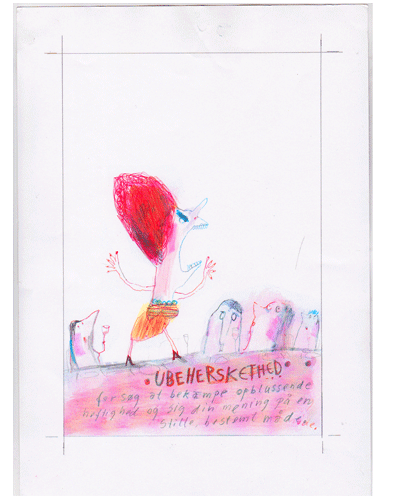 • UBEHERSKETHED •
forsøg at bekæmpe opblussende
heftighed og sig din mening på en
stille, bestemt måde.